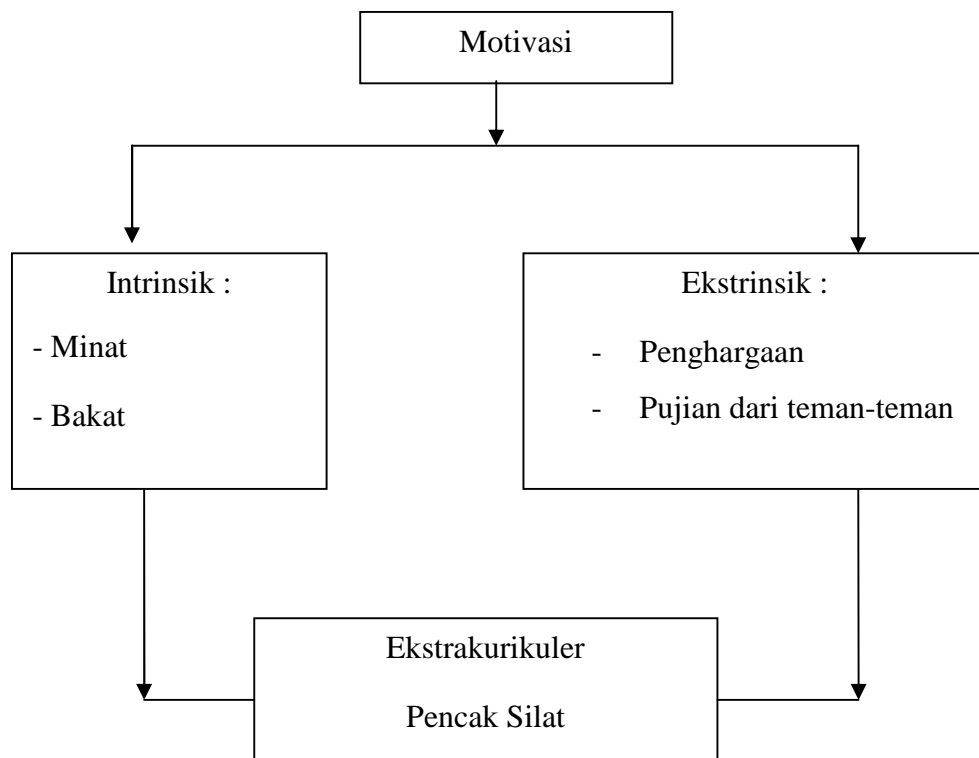 Motivasi
Intrinsik :
- Minat
- Bakat
Ekstrinsik :
- Penghargaan
- Pujian dari teman-teman
Ekstrakurikuler
Pencak Silat